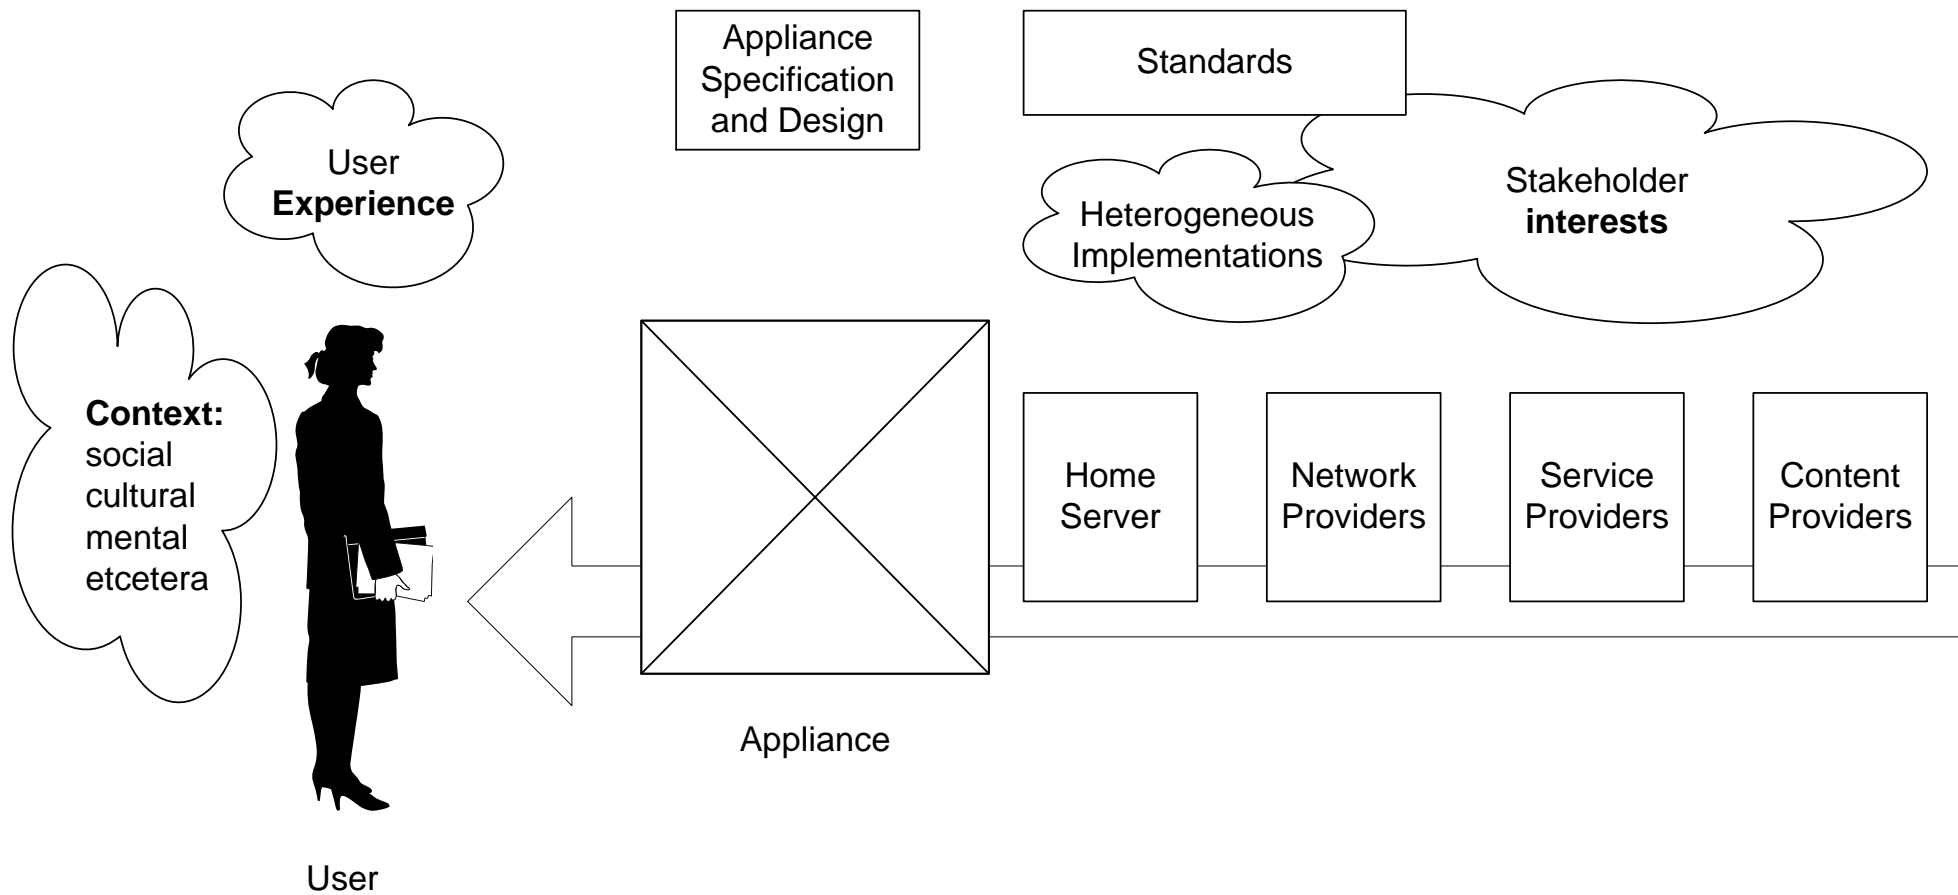 Appliance
Specification
and Design
Standards
User
Experience
Stakeholder
interests
Heterogeneous
Implementations
Context:
social
cultural
mental
etcetera
Home
Server
Network
Providers
Service
Providers
Content
Providers
Appliance
User